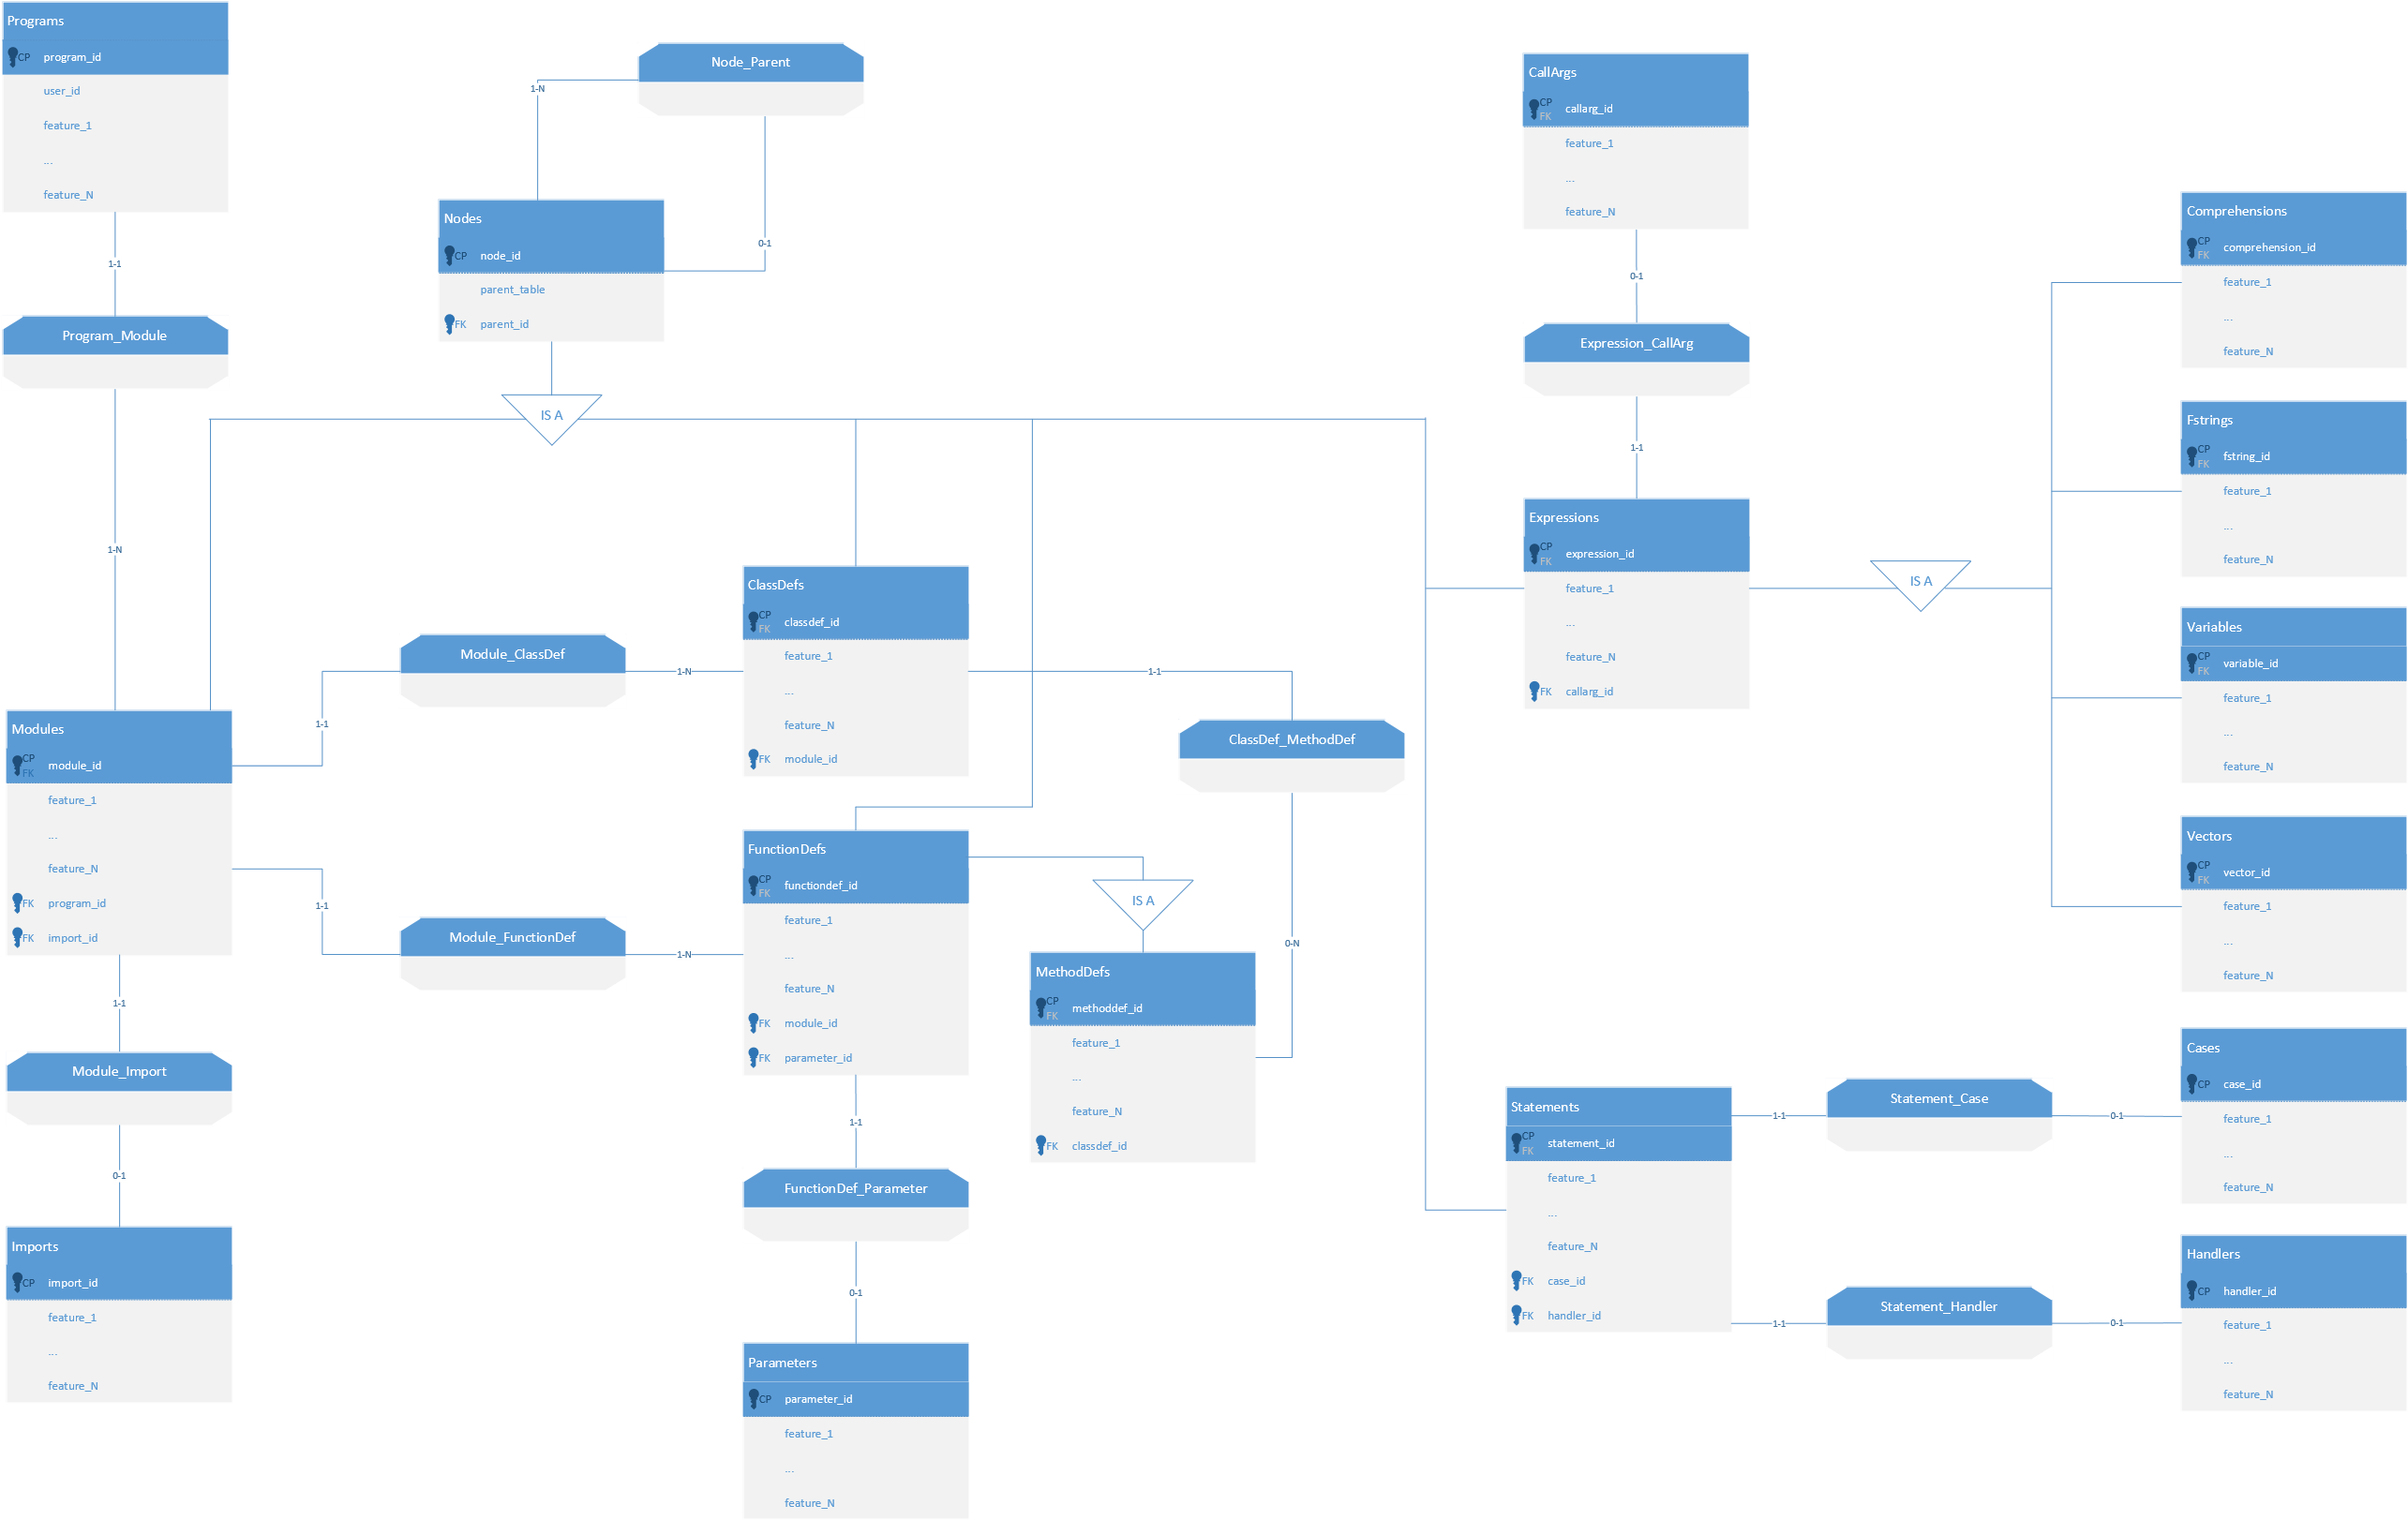 Programs
CP program_id
user_id
feature_1
...
feature_N
1-1
Program_Module
1-N
Node_Parent
1-N
0-1
Nodes
CP node_id
parent_table
FK parent_id
IS A
Modules
CP FK module_id
feature_1
...
feature_N
FK program_id
FK import_id
1-1
Module_Import
0-1
Imports
CP import_id
feature_1
...
feature_N
1-1
Module_ClassDef
1-N
1-1
Module_FunctionDef
1-N
ClassDefs
CP FK classdef_id
feature_1
...
feature_N
FK module_id
1-1
ClassDef_MethodDef
0-N
FunctionDefs
CP FK functiondef_id
feature_1
...
feature_N
FK module_id
FK parameter_id
IS A
MethodDefs
CP FK methoddef_id
feature_1
...
feature_N
FK classdef_id
1-1
FunctionDef_Parameter
0-1
Parameters
CP parameter_id
feature_1
...
feature_N
CallArgs
CP FK callarg_id
feature_1
...
feature_N
0-1
Expression_CallArg
1-1
Expressions
CP FK expression_id
feature_1
...
feature_N
FK callarg_id
IS A
Comprehensions
CP FK comprehension_id
feature_1
...
feature_N
Fstrings
CP FK fstring_id
feature_1
...
feature_N
Variables
CP FK variable_id
feature_1
...
feature_N
Vectors
CP FK vector_id
feature_1
...
feature_N
Statements
CP FK statement_id
feature_1
...
feature_N
FK case_id
FK handler_id
1-1
Statement_Case
0-1
Cases
CP case_id
feature_1
...
feature_N
1-1
Statement_Handler
0-1
Handlers
CP handler_id
feature_1
...
feature_N